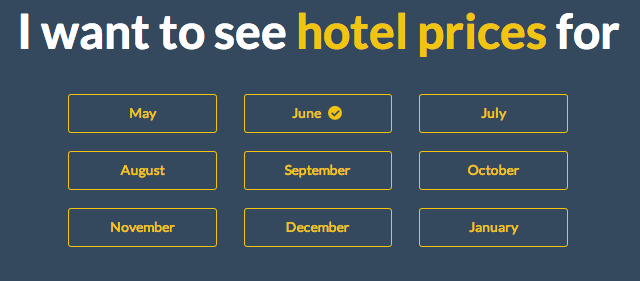 I want to see hotel prices for
May
June
July
August
September
October
November
December
January